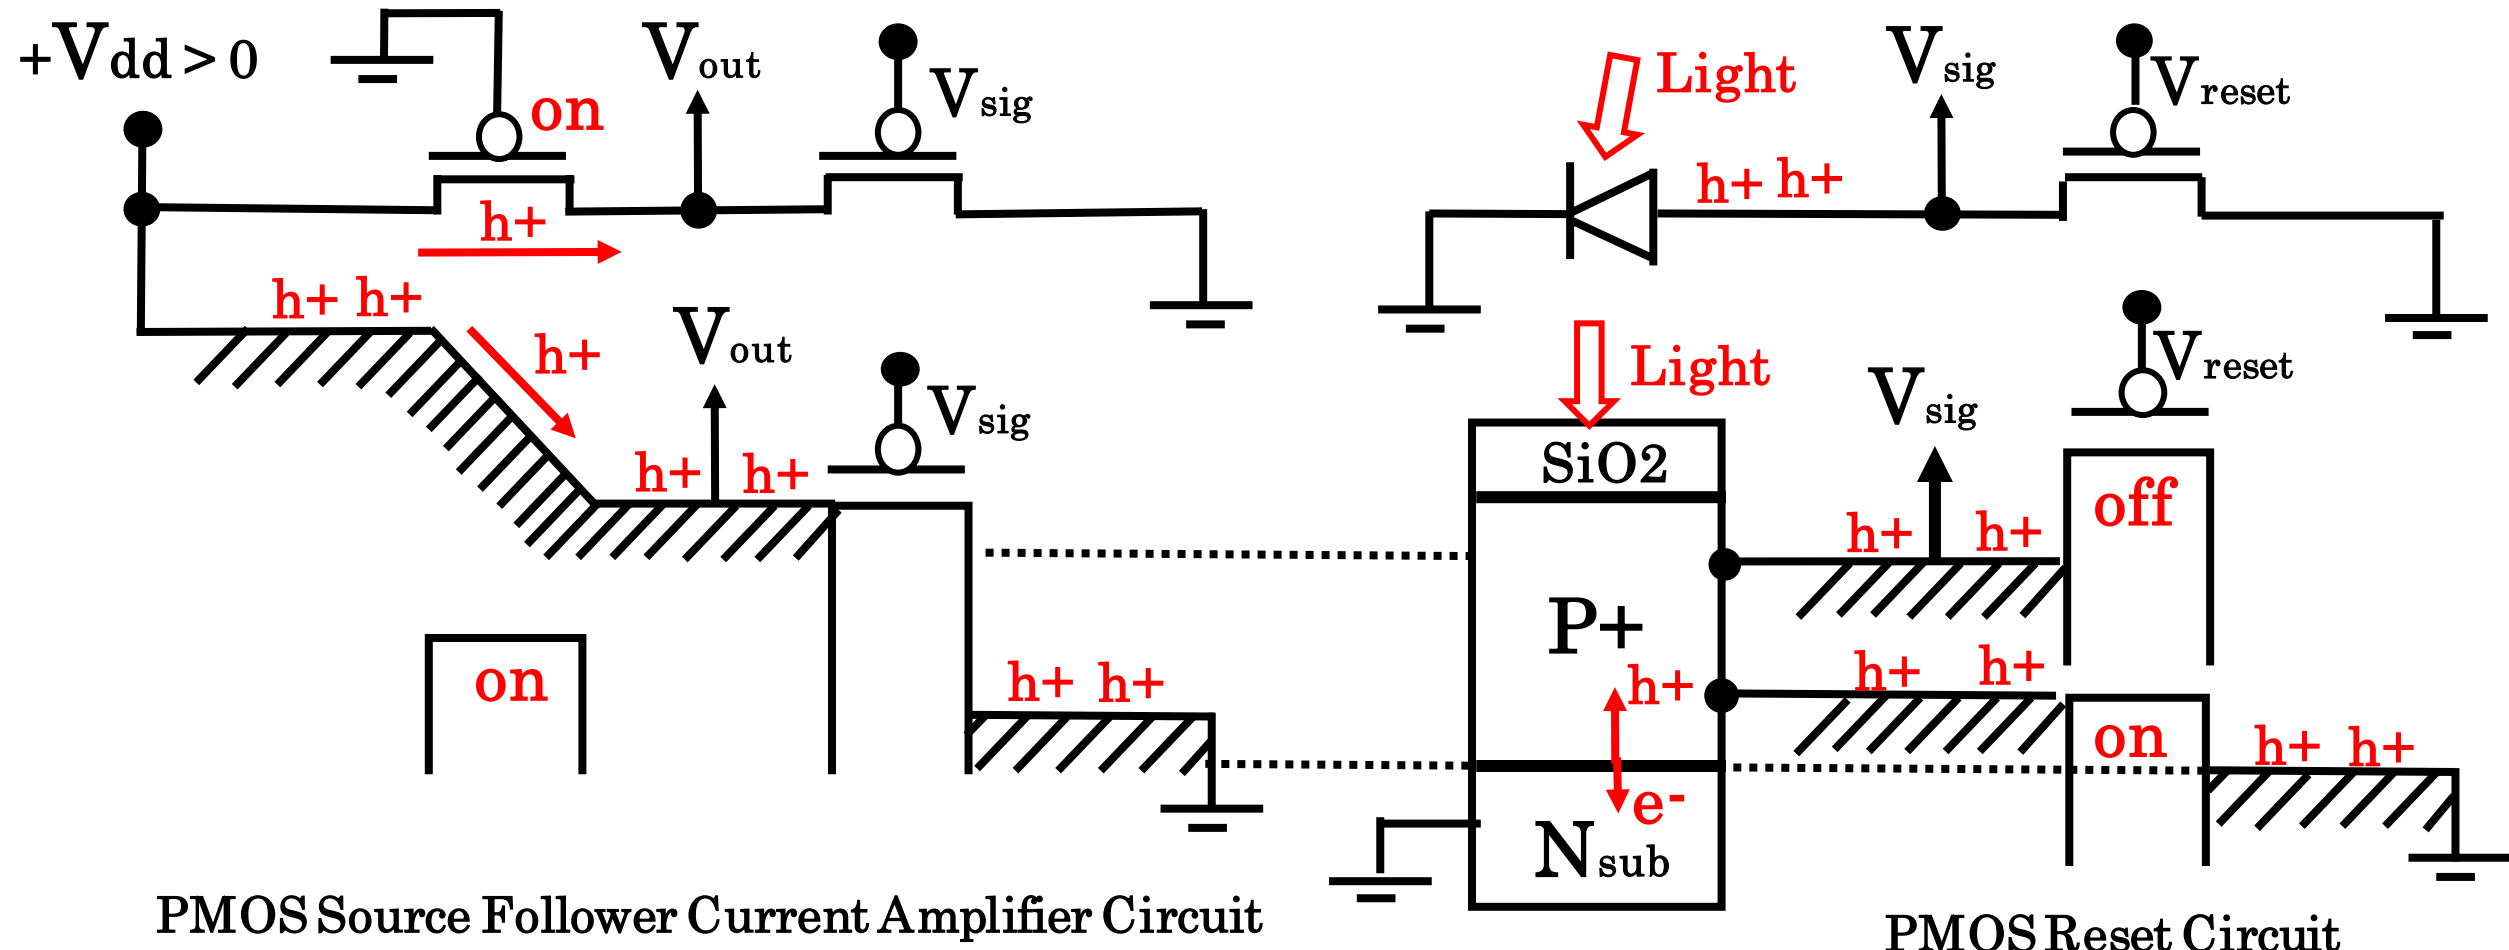 +Vdd > 0
on
Vout
Vsig
h+
h+ h+
h+
Vout
Vsig
h+ h+
on
h+ h+
PMOS Source Follower Current Amplifier Circuit
Light
h+ h+
Vsig
Vreset
Light
SiO2
P+
h+
e-
Nsub
Vsig
Vreset
h+ h+
off
h+ h+
on
h+ h+
PMOS Reset Circuit